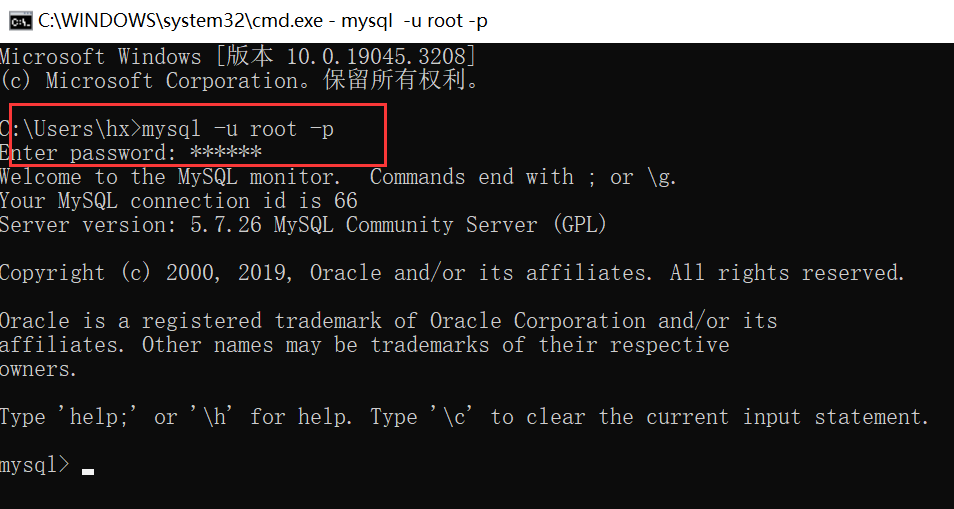 C:\WINDOWS\system32\cmd.exe - mysql  -u root -p
Microsoft Windows [版本 10.0.19045.3208]
(c) Microsoft Corporation。保留所有权利。
C:\Users\hx>mysql -u root -p
Enter password: ******
Welcome to the MySQL monitor.  Commands end with ; or \g.
Your MySQL connection id is 66
Server version: 5.7.26 MySQL Community Server (GPL)
Copyright (c) 2000, 2019, Oracle and/or its affiliates. All rights reserved.
Oracle is a registered trademark of Oracle Corporation and/or its
affiliates. Other names may be trademarks of their respective
owners.
Type 'help;' or '\h' for help. Type '\c' to clear the current input statement.
mysql>